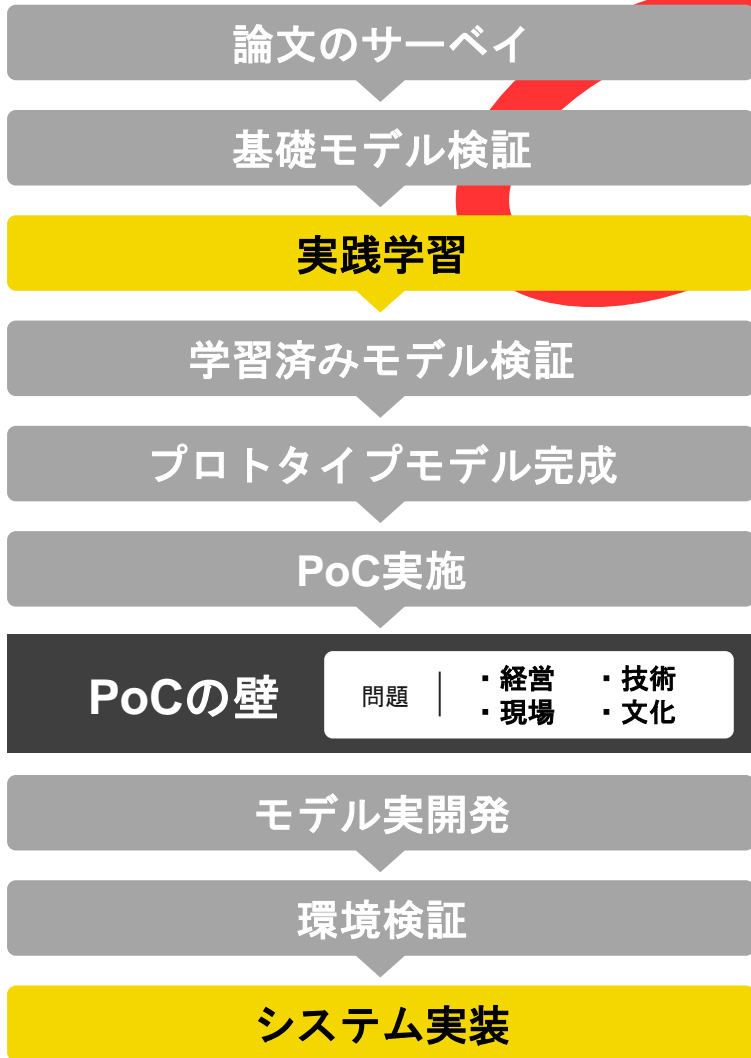 論文のサーベイ
基礎モデル検証
実践学習
学習済みモデル検証
プロトタイプモデル完成
PoC実施
PoCの壁
問題
・経営 ・技術
・現場 ・文化
モデル実開発
環境検証
システム実装